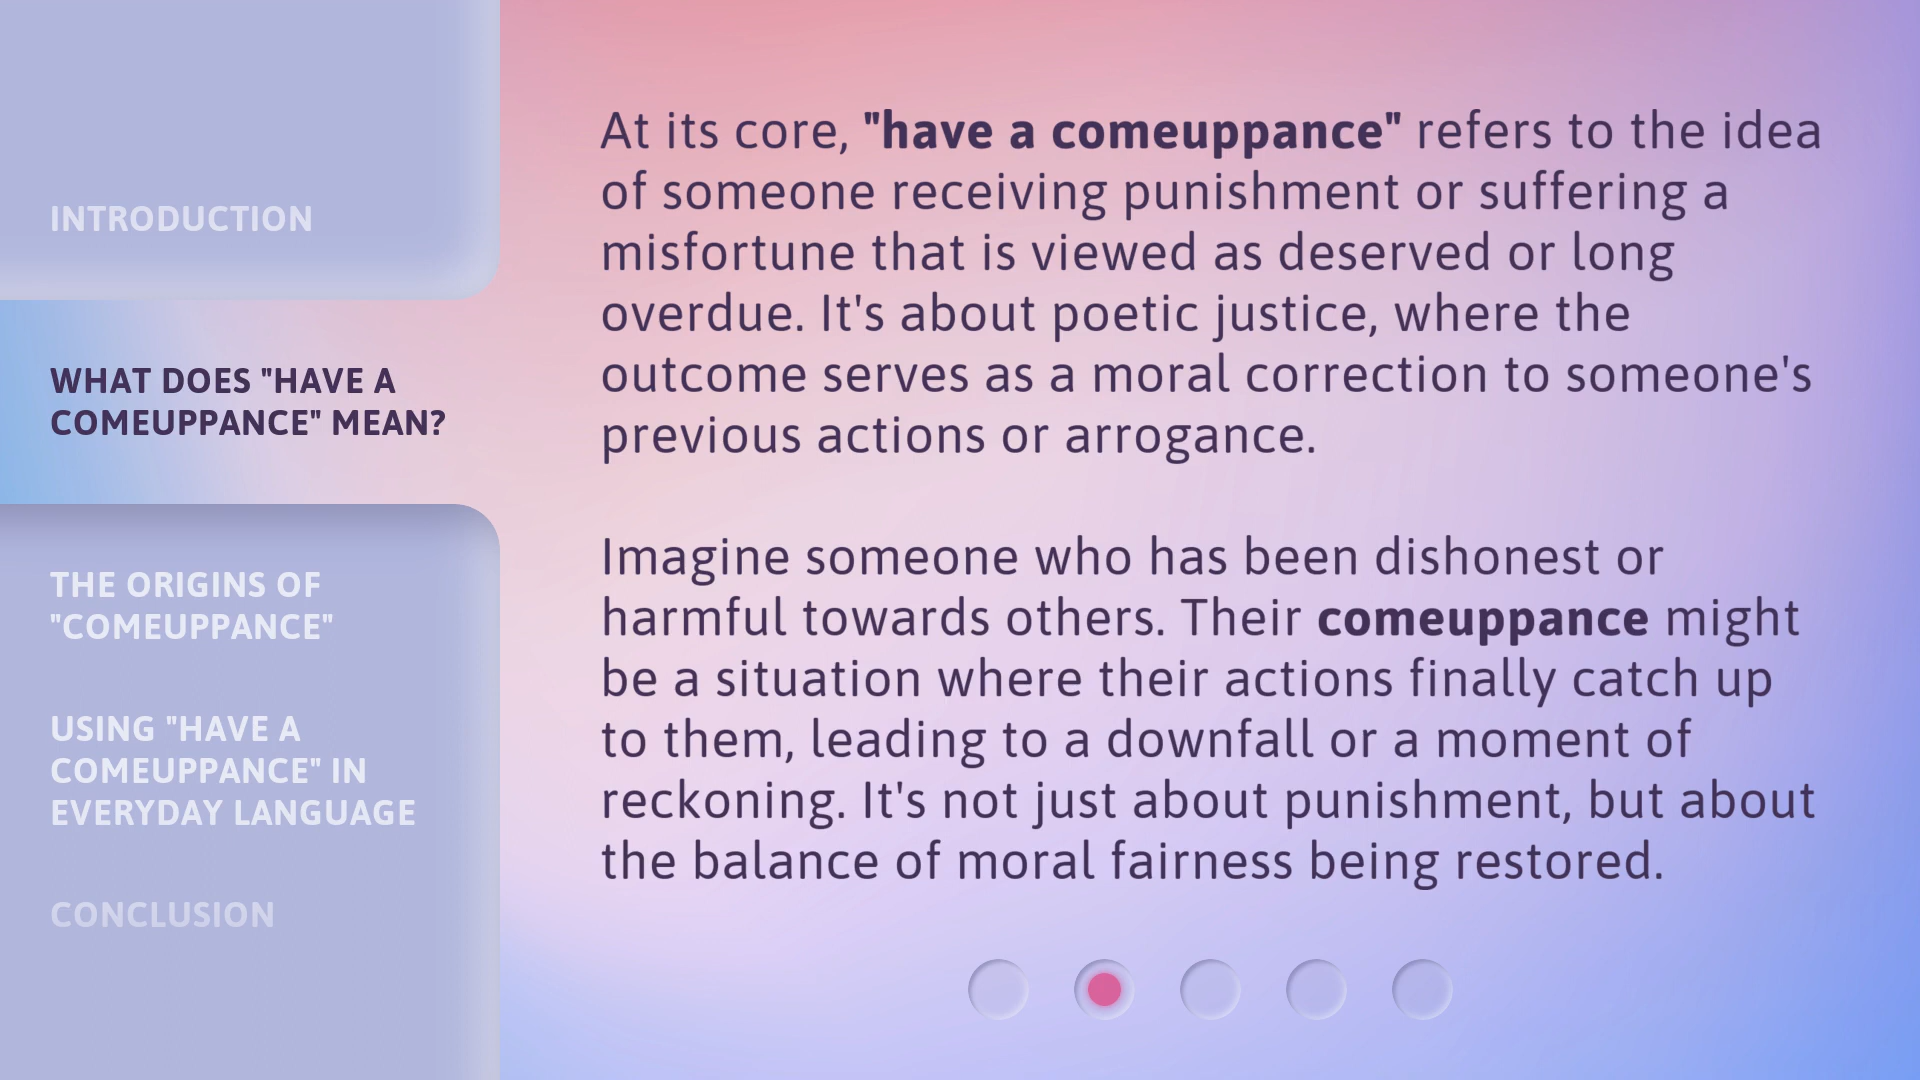 INTRODUCTION
WHAT DOES "HAVE A
COMEUPPANCE" MEAN?
THE ORIGINS OF
"COMEUPPANCE"
USING "HAVE A
COMEUPPANCE" IN
EVERYDAY LANGUAGE
CONCLUSION
At its core, "have a comeuppance" refers to the idea
of someone receiving punishment or suffering a
misfortune that is viewed as deserved or long
overdue. It's about poetic justice, where the
outcome serves as a moral correction to someone's
previous actions or arrogance.
Imagine someone who has been dishonest or
harmful towards others. Their comeuppance might
be a situation where their actions finally catch up
to them, leading to a downfall or a moment of
reckoning. It's not just about punishment, but about
the balance of moral fairness being restored.